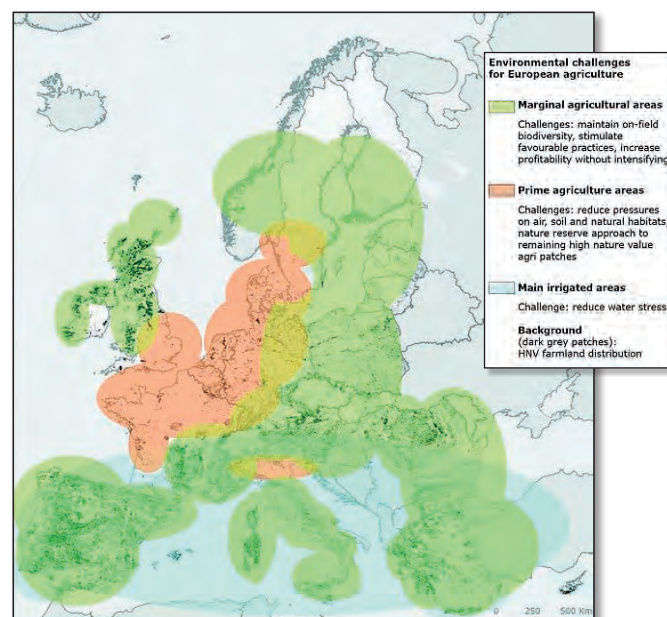 Environmental challenges
for European agriculture
Marginal agricultural areas
Challenges: maintain on-field
biodiversity, stimulate
favourable practices, increase
profitability without intensifying
Prime agriculture areas
Challenges: reduce pressures
on air, soil and natural habitats,
nature reserve approach to
remaining high nature value
agri patches
Main irrigated areas
Challenge: reduce water stress
Background
(dark grey patches):
HNV farmland distribution
0 250 500 Km